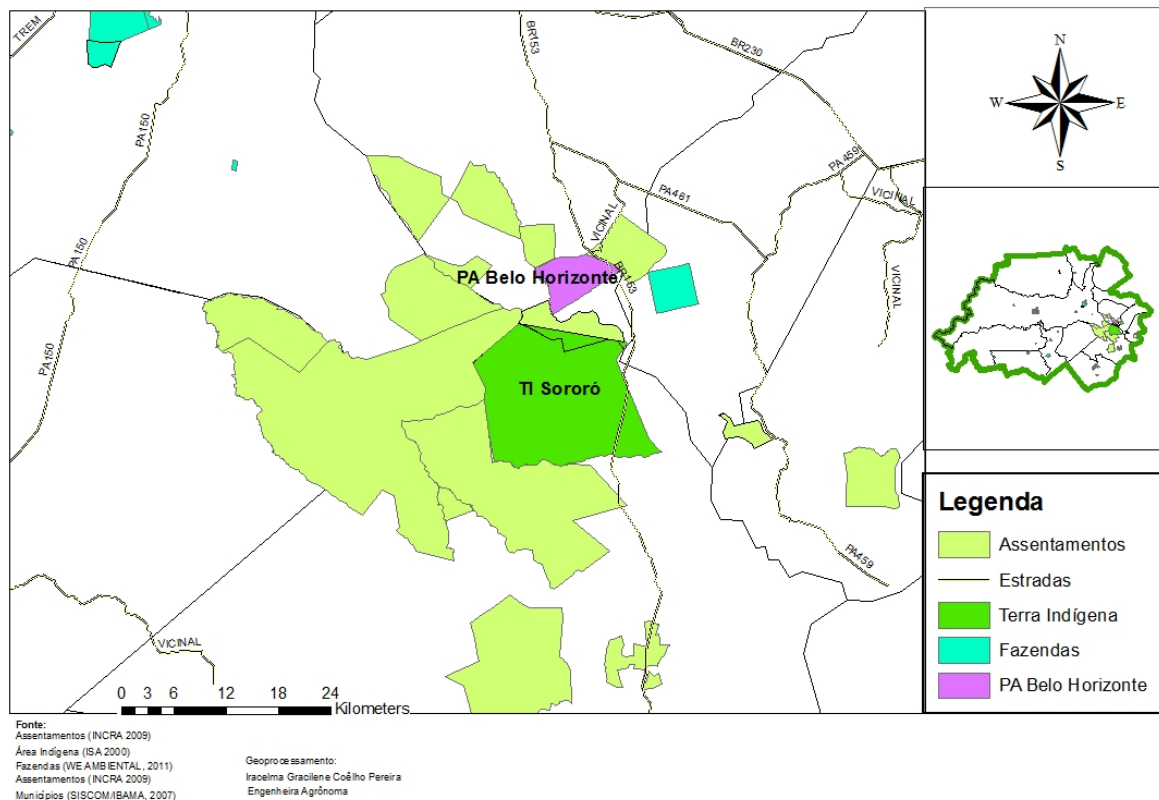 TREM
BR153
BR230
PA150
PA459
VICINAL
PA461
VICINAL
PA150
PA Belo Horizonte
BR153
VICINAL
PA150
TI Sororó
PA459
VICINAL
0 3 6 12 18 24
Kilometers
N
W E
S
Legenda
Assentamentos
Estradas
Terra Indígena
Fazendas
PA Belo Horizonte
Fonte:
Assentamentos (INCRA 2009)
Área Indígena (ISA 2000)
Fazendas (WE AMBIENTAL, 2011)
Assentamentos (INCRA 2009)
Municípios (SISCOM/IBAMA, 2007)
Geoprocessamento:
Iracelma Gracilene Coêlho Pereira
Engenheira Agrônoma